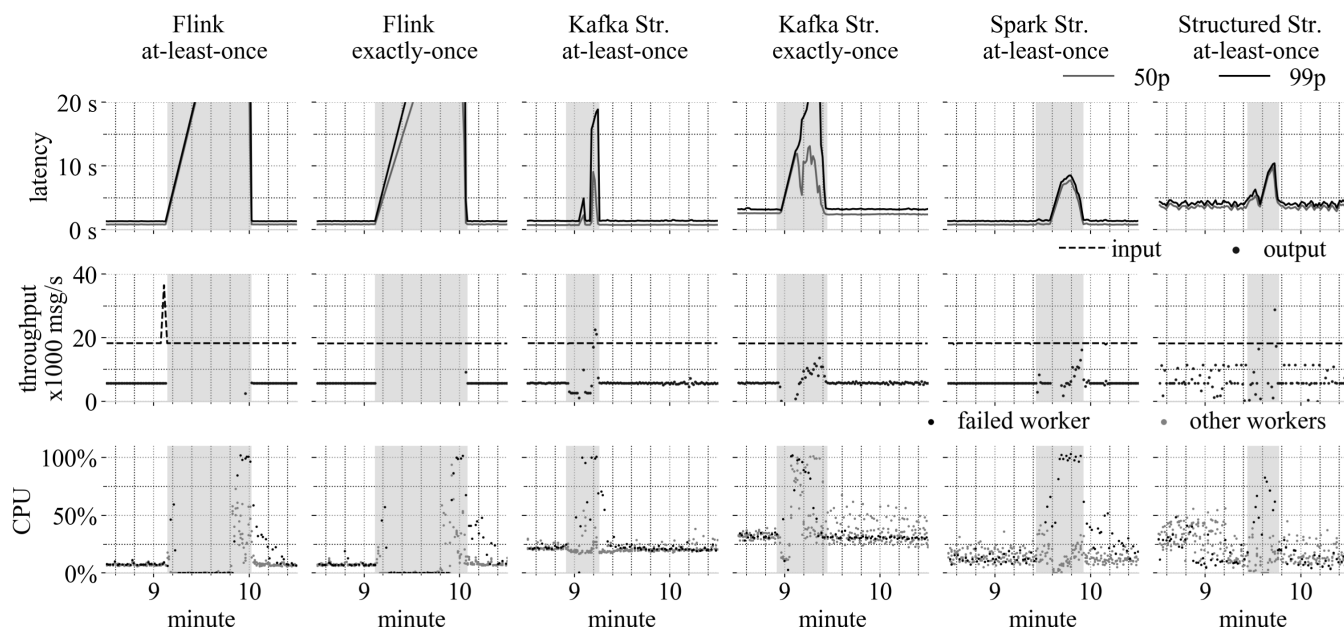 Flink
at-least-once
Flink
exactly-once
Kafka Str.
at-least-once
Kafka Str.
exactly-once
Spark Str.
at-least-once
Structured Str.
at-least-once
50p 99p
latency
20 s
10 s
0 s
input output
throughput
x1000 msg/s
40
20
0
failed worker other workers
CPU
100%
50%
0%
9 10 9 10 9 10 9 10 9 10 9 10
minute minute minute minute minute minute